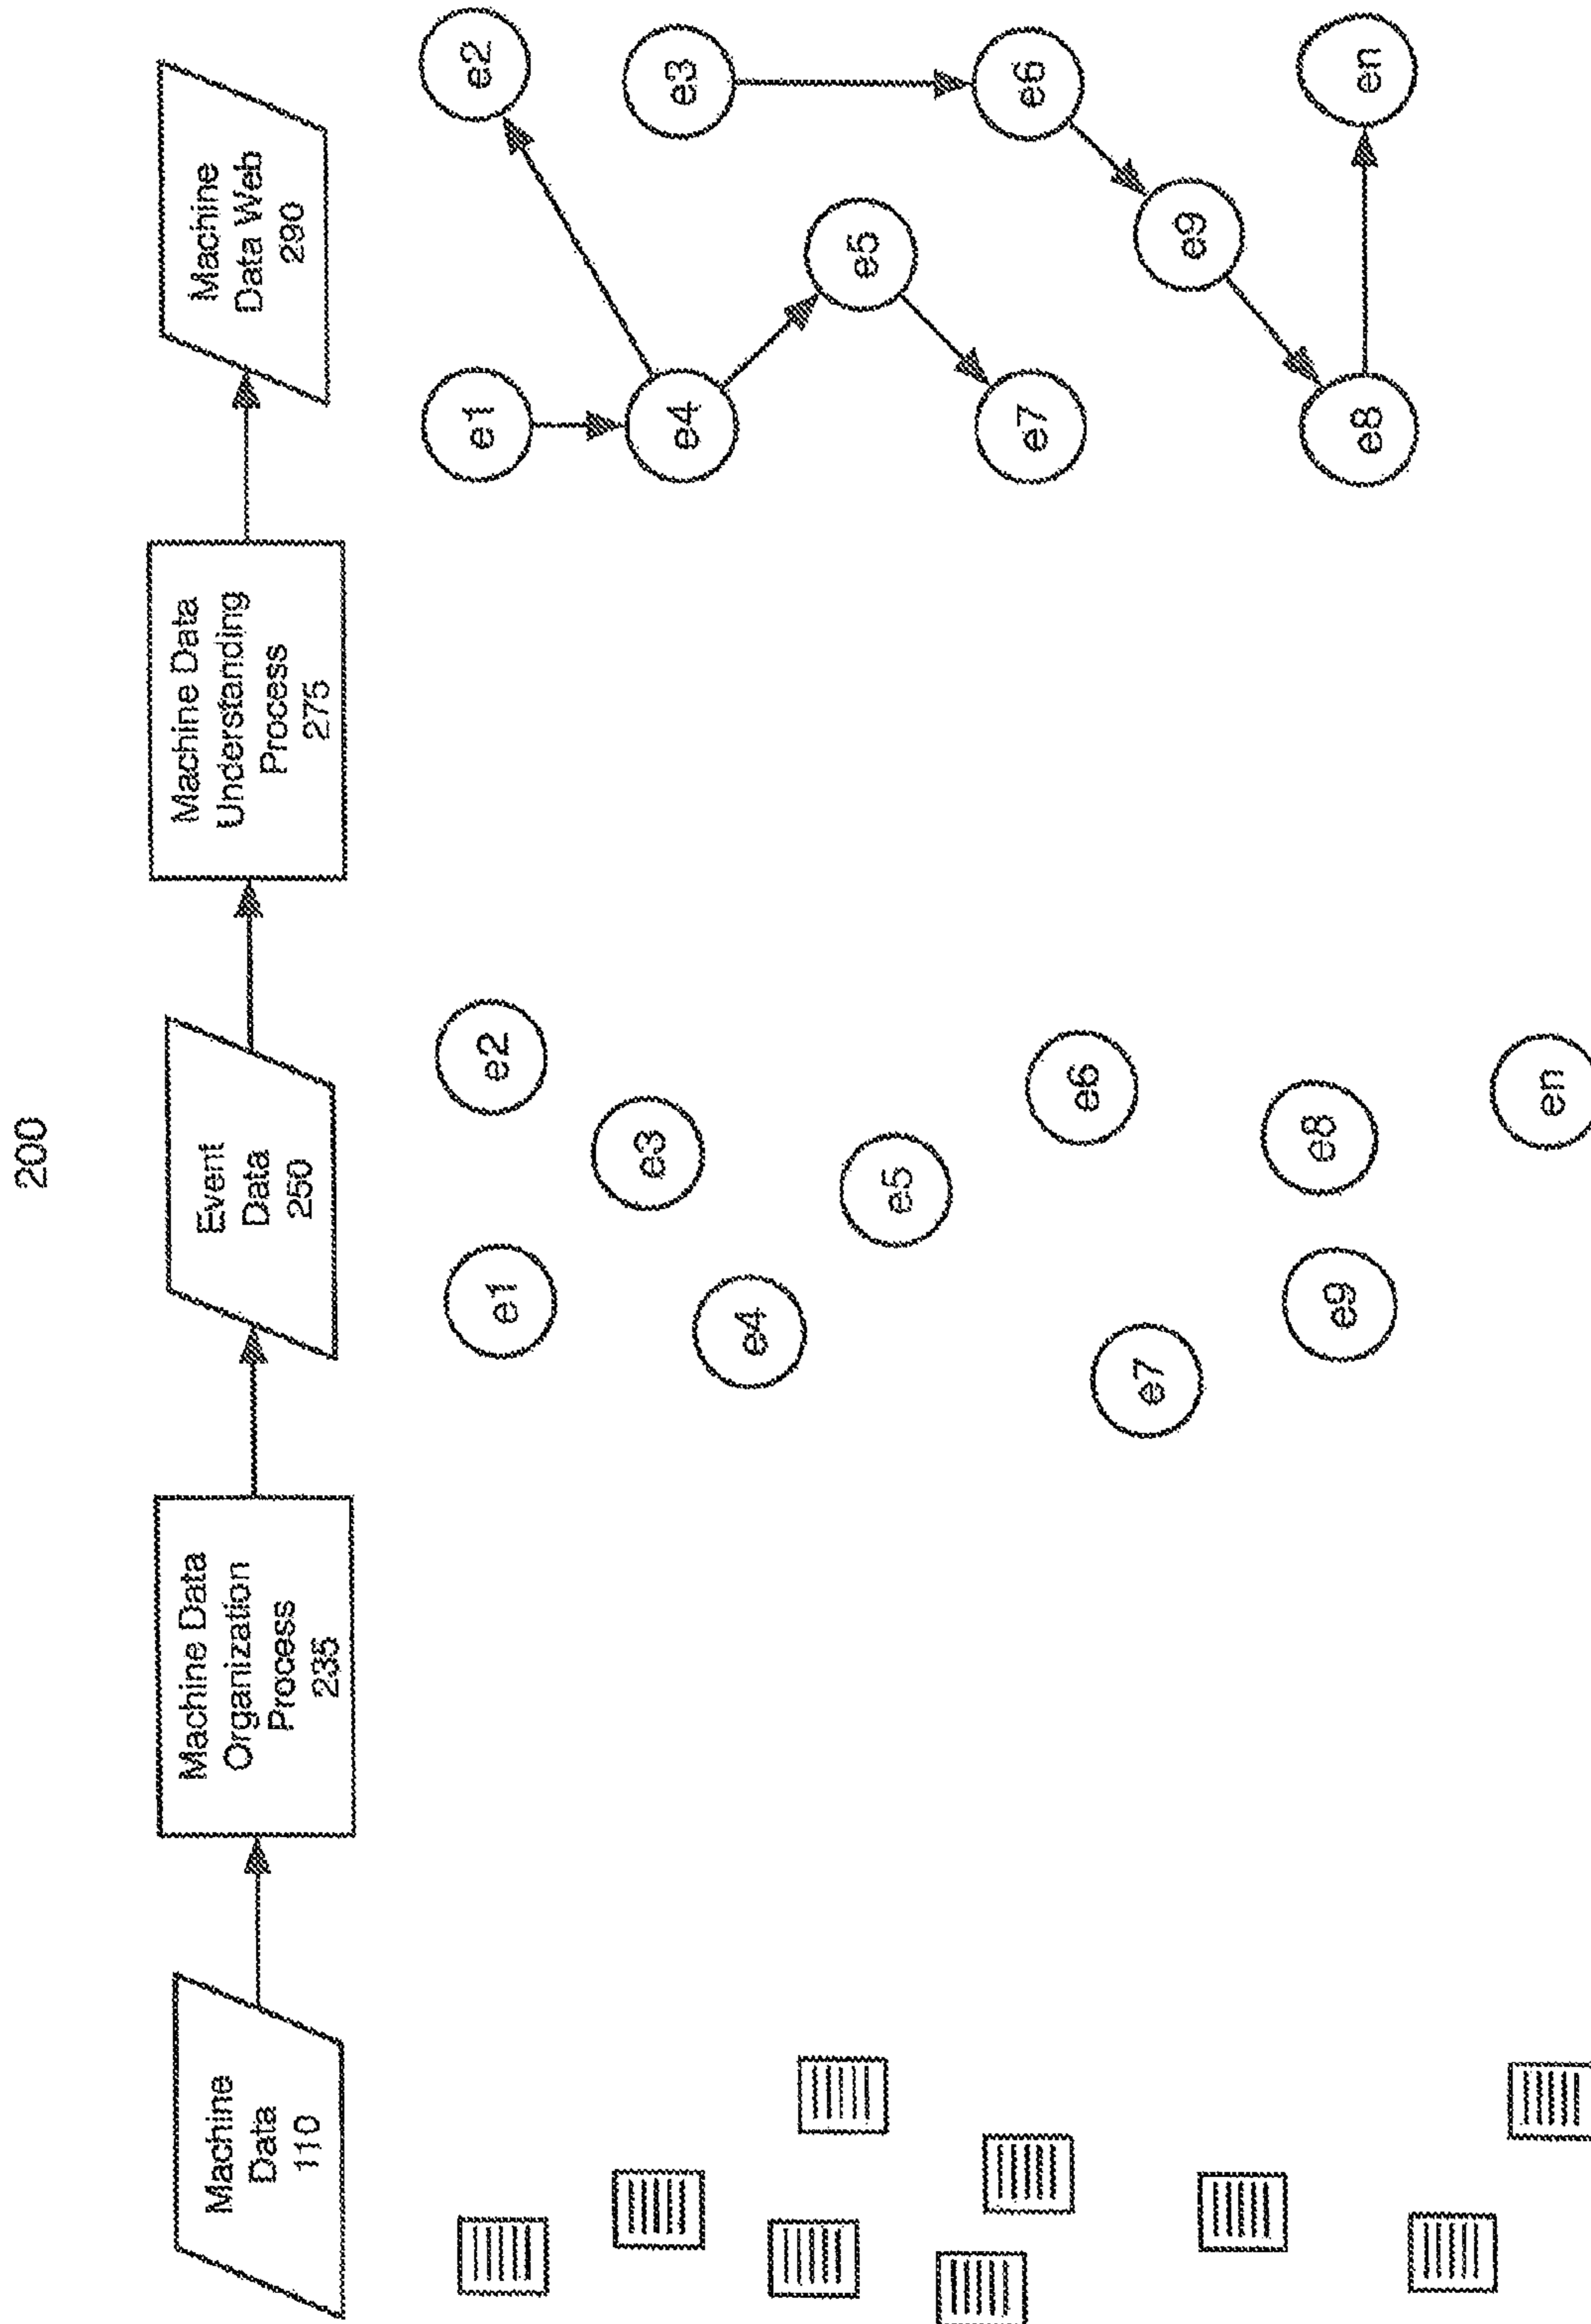 200
Machine
Data
110
Machine Data
Organization
Process
235
Event
Data
250
Machine Data
Understanding
Process
275
Machine
Data Web
290
e1
e2
e3
e4
e5
e6
e7
e8
e9
en
e1
e2
e4
e3
e5
e7
e6
e9
e8
en